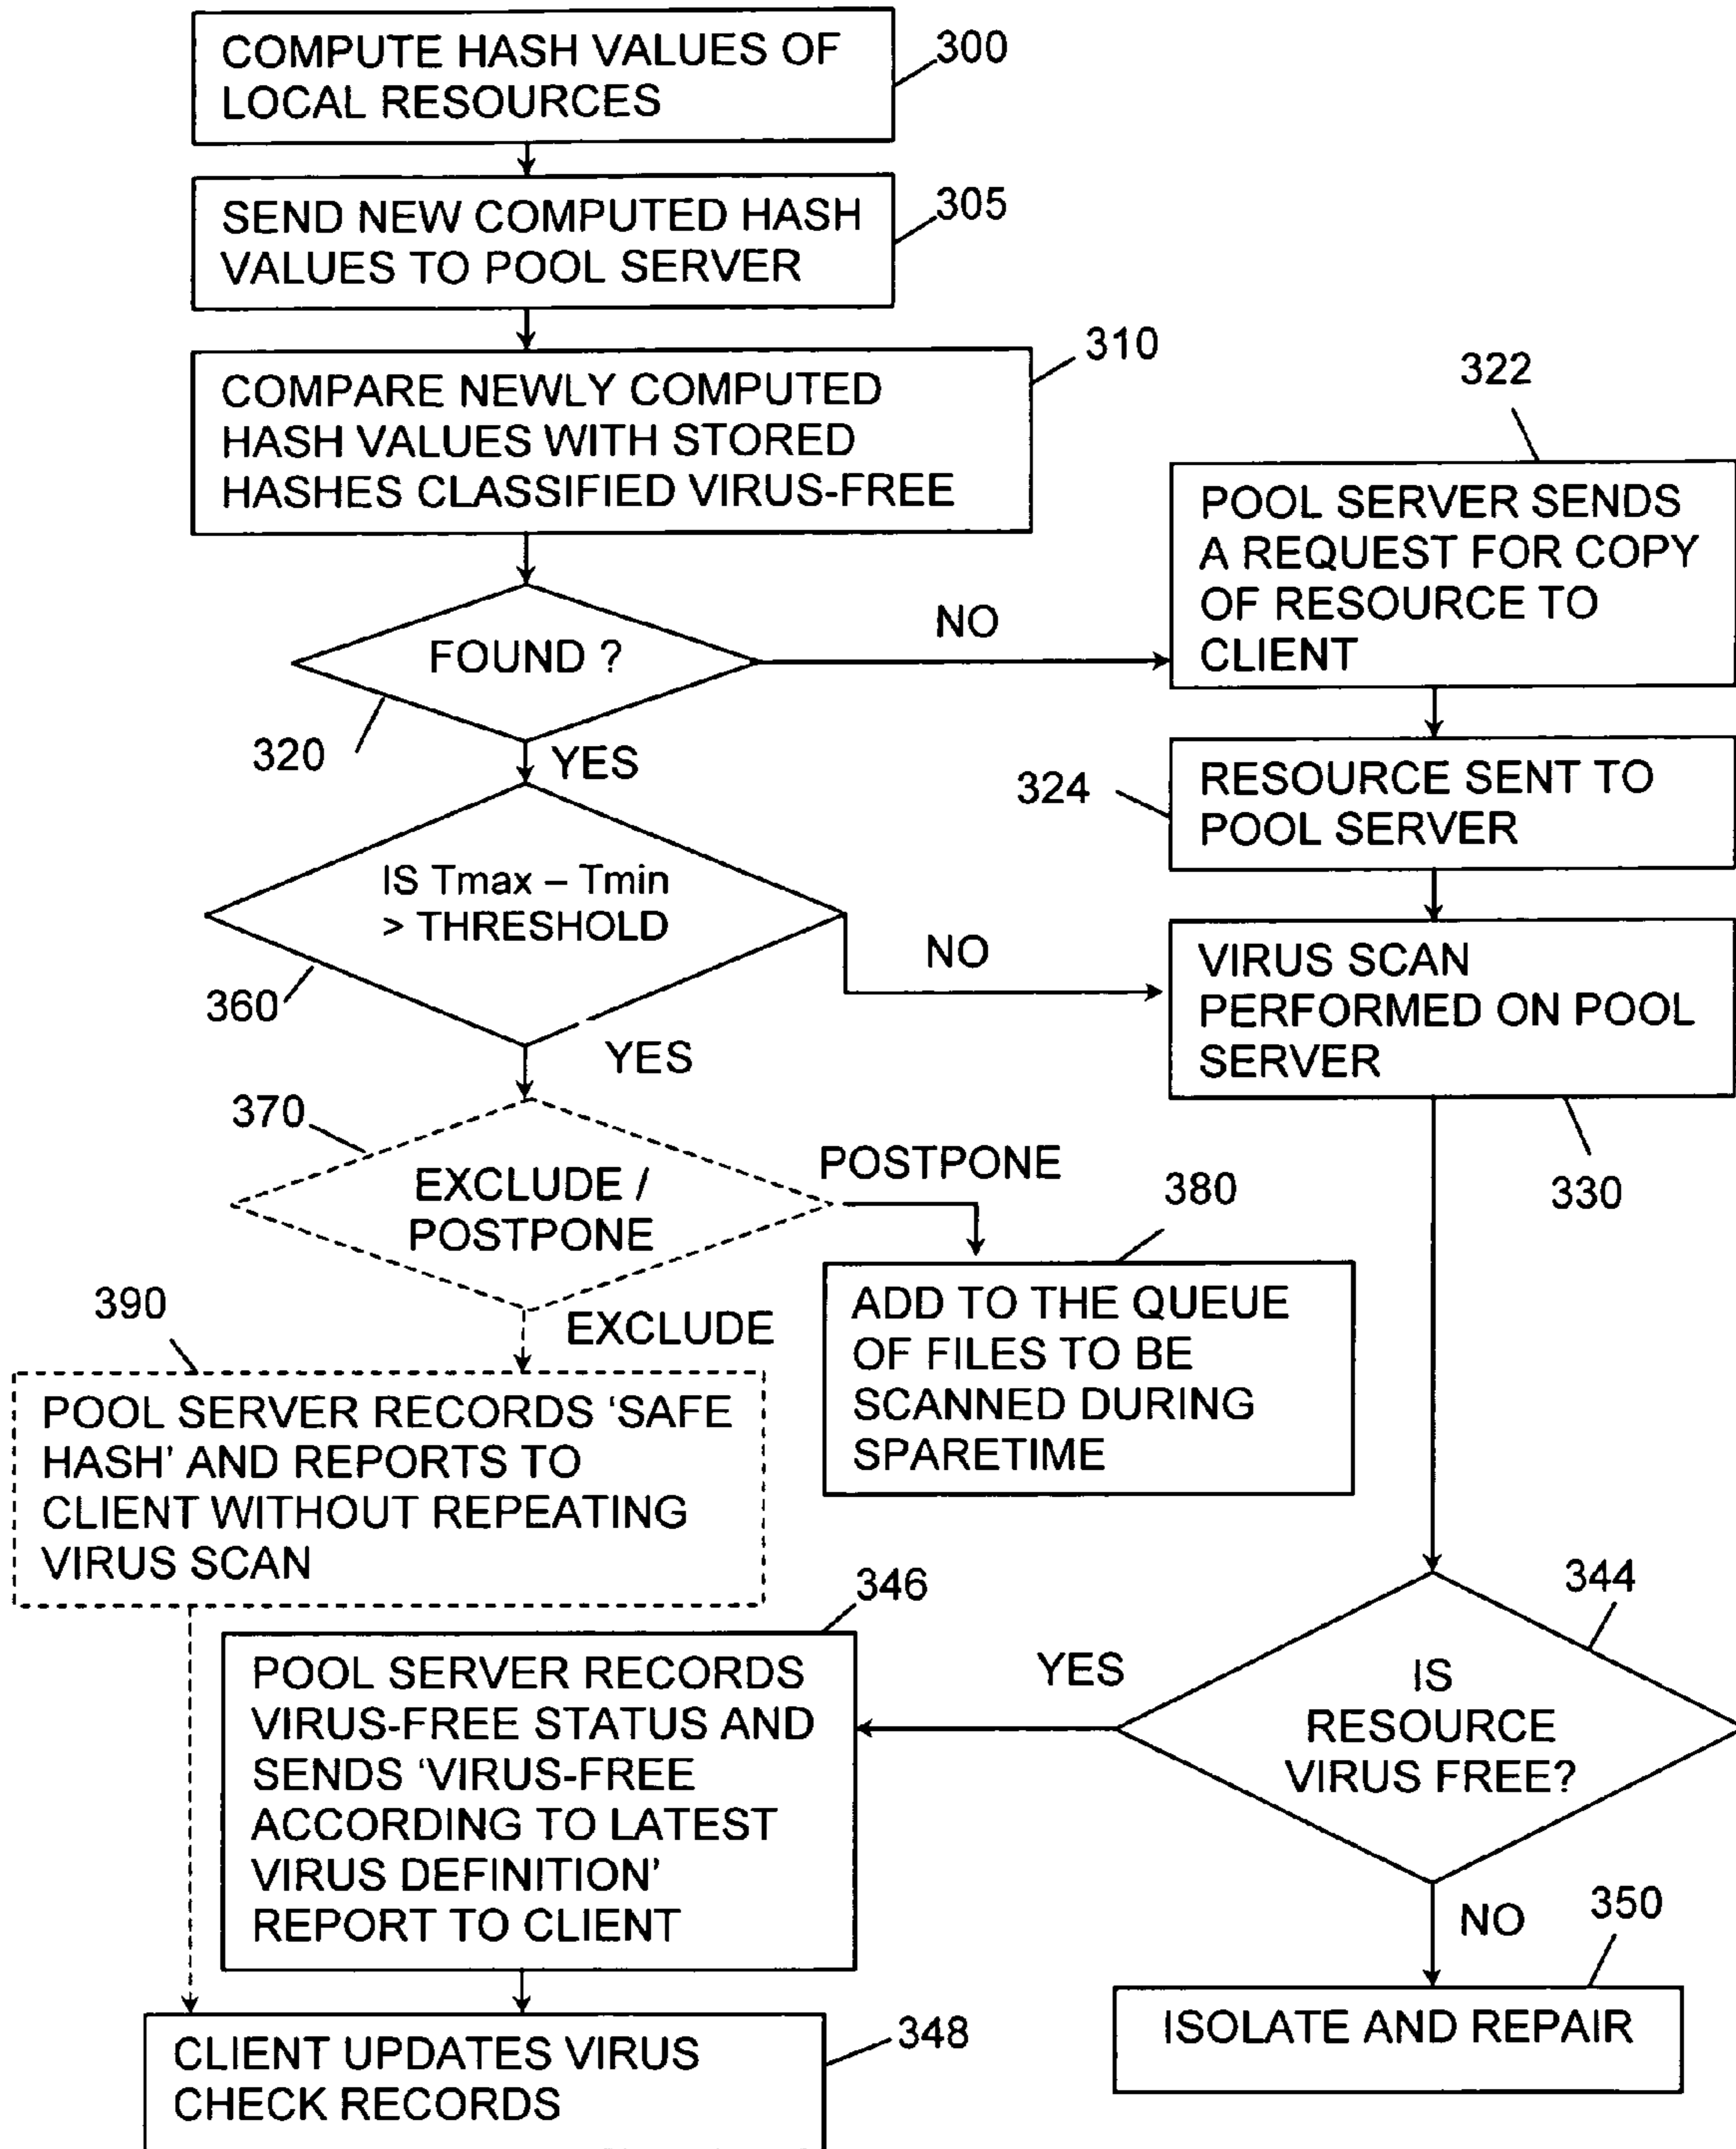 COMPUTE HASH VALUES OF
LOCAL RESOURCES
300
SEND NEW COMPUTED HASH
VALUES TO POOL SERVER
305
COMPARE NEWLY COMPUTED
HASH VALUES WITH STORED
HASHES CLASSIFIED VIRUS-FREE
310
FOUND ?
320
NO
YES
322
POOL SERVER SENDS
A REQUEST FOR COPY
OF RESOURCE TO
CLIENT
324
RESOURCE SENT TO
POOL SERVER
IS Tmax – Tmin
> THRESHOLD
360
NO
YES
VIRUS SCAN
PERFORMED ON POOL
SERVER
330
370
EXCLUDE /
POSTPONE
POSTPONE
EXCLUDE
380
ADD TO THE QUEUE
OF FILES TO BE
SCANNED DURING
SPARETIME
390
POOL SERVER RECORDS ‘SAFE
HASH’ AND REPORTS TO
CLIENT WITHOUT REPEATING
VIRUS SCAN
344
IS
RESOURCE
VIRUS FREE?
YES
NO
346
POOL SERVER RECORDS
VIRUS-FREE STATUS AND
SENDS ‘VIRUS-FREE
ACCORDING TO LATEST
VIRUS DEFINITION’
REPORT TO CLIENT
350
ISOLATE AND REPAIR
CLIENT UPDATES VIRUS
CHECK RECORDS
348